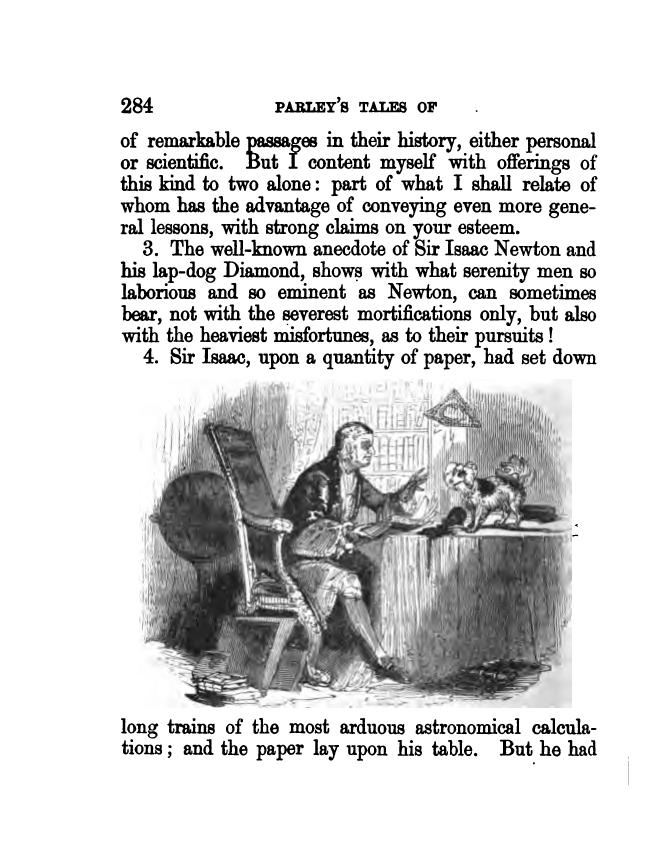 284 PARLEY'S TALES OF
of remarkable passages in their history, either personal
or scientific. But I content myself with offerings of
this kind to two alone: part of what I shall relate of
whom has the advantage of conveying even more gene-
ral lessons, with strong claims on your esteem.
3. The well-known anecdote of Sir Isaac Newton and
his lap-dog Diamond, shows with what serenity men so
laborious and so eminent as Newton, can sometimes
bear, not with the severest mortifications only, but also
with the heaviest misfortunes, as to their pursuits!
4. Sir Isaac, upon a quantity of paper, had set down
long trains of the most arduous astronomical calcula-
tions; and the paper lay upon his table. But he had